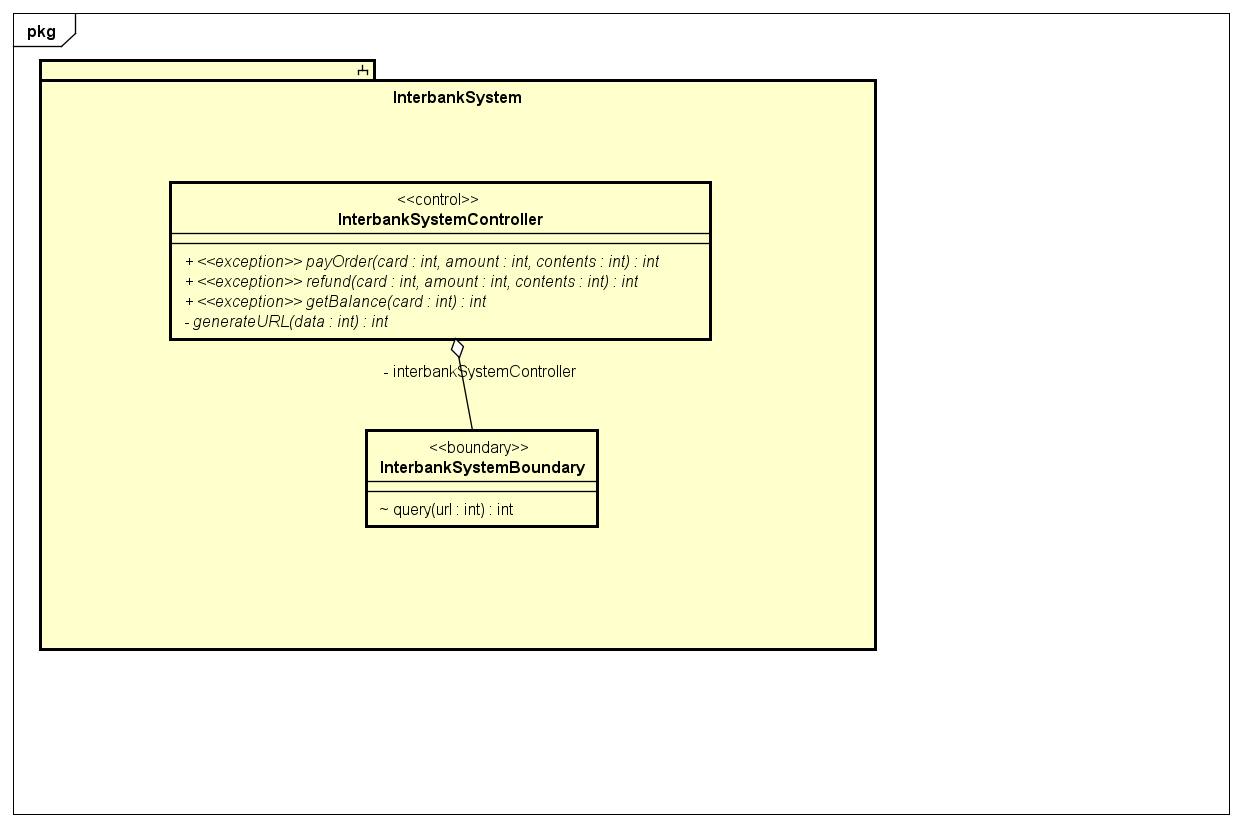 pkg
InterbankSystem
<<control>>
InterbankSystemController
+ <<exception>> payOrder(card : int, amount : int, contents : int) : int
+ <<exception>> refund(card : int, amount : int, contents : int) : int
+ <<exception>> getBalance(card : int) : int
- generateURL(data : int) : int
- interbankSystemController
<<boundary>>
InterbankSystemBoundary
~ query(url : int) : int